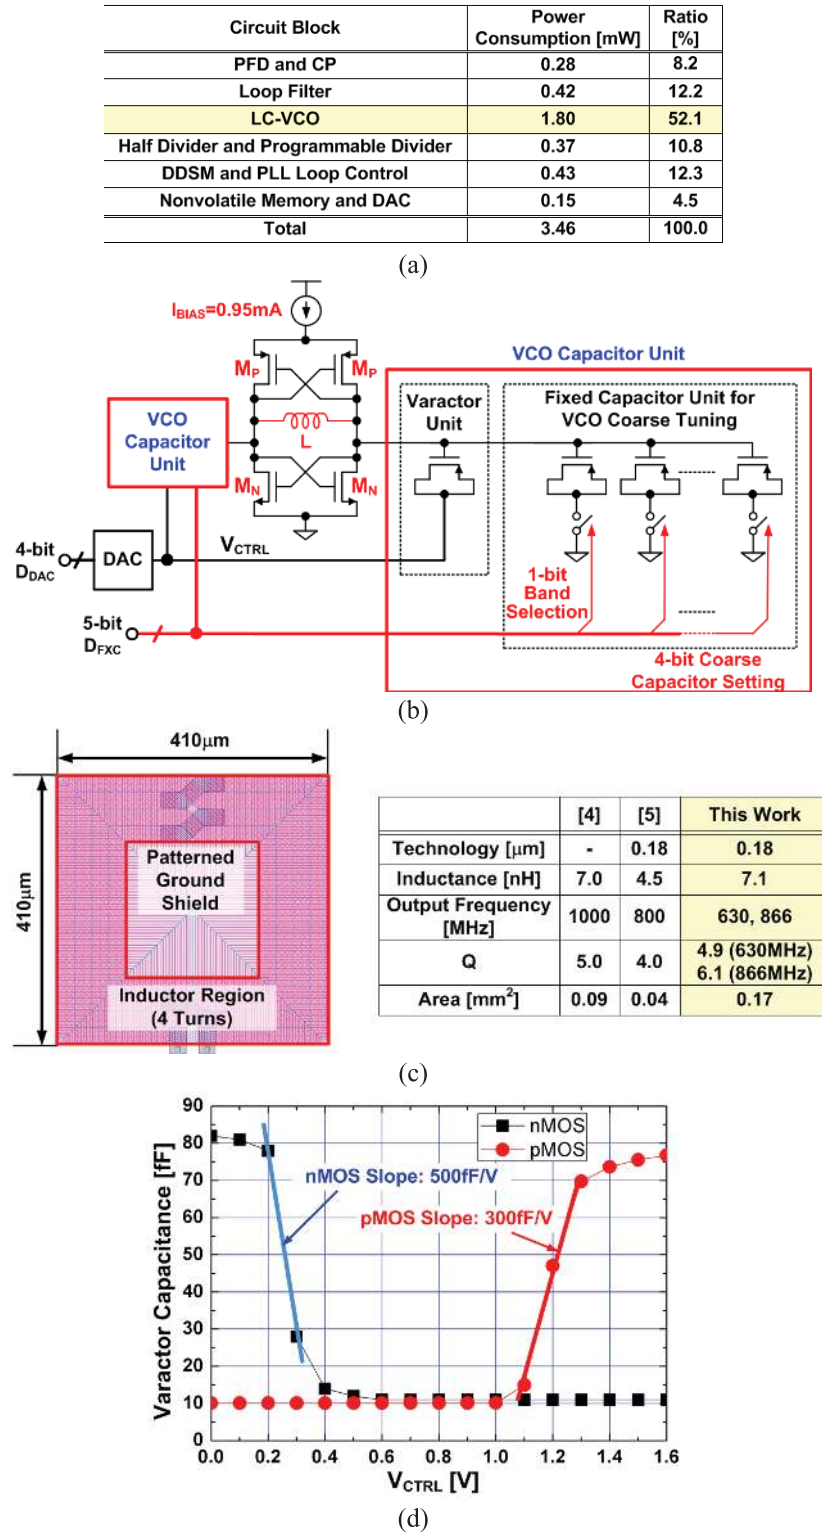 Circuit Block Power Consumption [mW] Ratio [%]
PFD and CP 0.28 8.2
Loop Filter 0.42 12.2
LC-VCO 1.80 52.1
Half Divider and Programmable Divider 0.37 10.8
DDSM and PLL Loop Control 0.43 12.3
Nonvolatile Memory and DAC 0.15 4.5
Total 3.46 100.0
(a)
IBIAS=0.95mA
VCO Capacitor Unit
MP MP
VCO
Capacitor
Unit
L
MN MN
Varactor
Unit
Fixed Capacitor Unit for
VCO Coarse Tuning
4-bit
DDAC
DAC
VCTRL
5-bit
DFXC
1-bit
Band
Selection
4-bit Coarse
Capacitor Setting
(b)
410μm
410μm
Patterned
Ground
Shield
Inductor Region
(4 Turns)
[4] [5] This Work
Technology [μm] - 0.18 0.18
Inductance [nH] 7.0 4.5 7.1
Output Frequency [MHz] 1000 800 630, 866
Q 5.0 4.0 4.9 (630MHz)
6.1 (866MHz)
Area [mm²] 0.09 0.04 0.17
(c)
Varactor Capacitance [fF]
90
80
70
60
50
40
30
20
10
0
nMOS
pMOS
nMOS Slope: 500fF/V
pMOS Slope: 300fF/V
0.0 0.2 0.4 0.6 0.8 1.0 1.2 1.4 1.6
VCTRL [V]
(d)